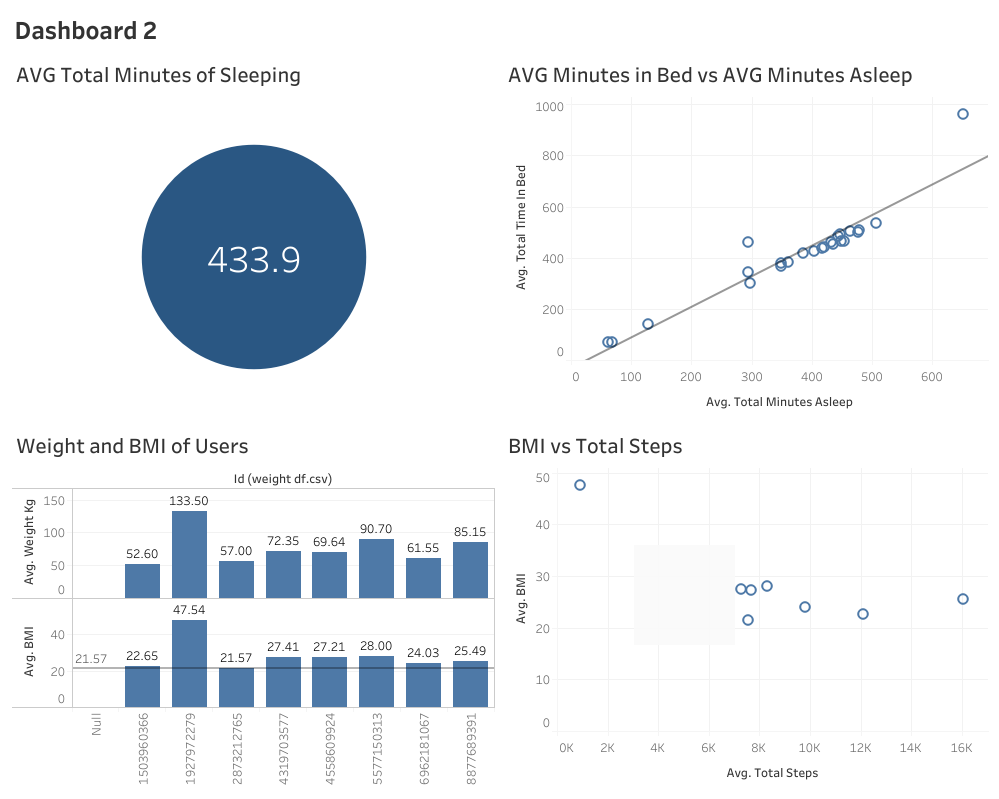 Dashboard 2
AVG Total Minutes of Sleeping
433.9
AVG Minutes in Bed vs AVG Minutes Asleep
Avg. Total Time In Bed
1000
800
600
400
200
0
0 100 200 300 400 500 600
Avg. Total Minutes Asleep
Weight and BMI of Users
Id (weight df.csv)
Avg. Weight Kg
150
100
50
0
52.60 133.50 57.00 72.35 69.64 90.70 61.55 85.15
Avg. BMI
40
20
0
21.57
22.65 47.54 21.57 27.41 27.21 28.00 24.03 25.49
Null 1503960366 1927972279 2873212765 4319703577 4558609924 5577150313 6962181067 8877689391
BMI vs Total Steps
Avg. BMI
50
40
30
20
10
0
0K 2K 4K 6K 8K 10K 12K 14K 16K
Avg. Total Steps